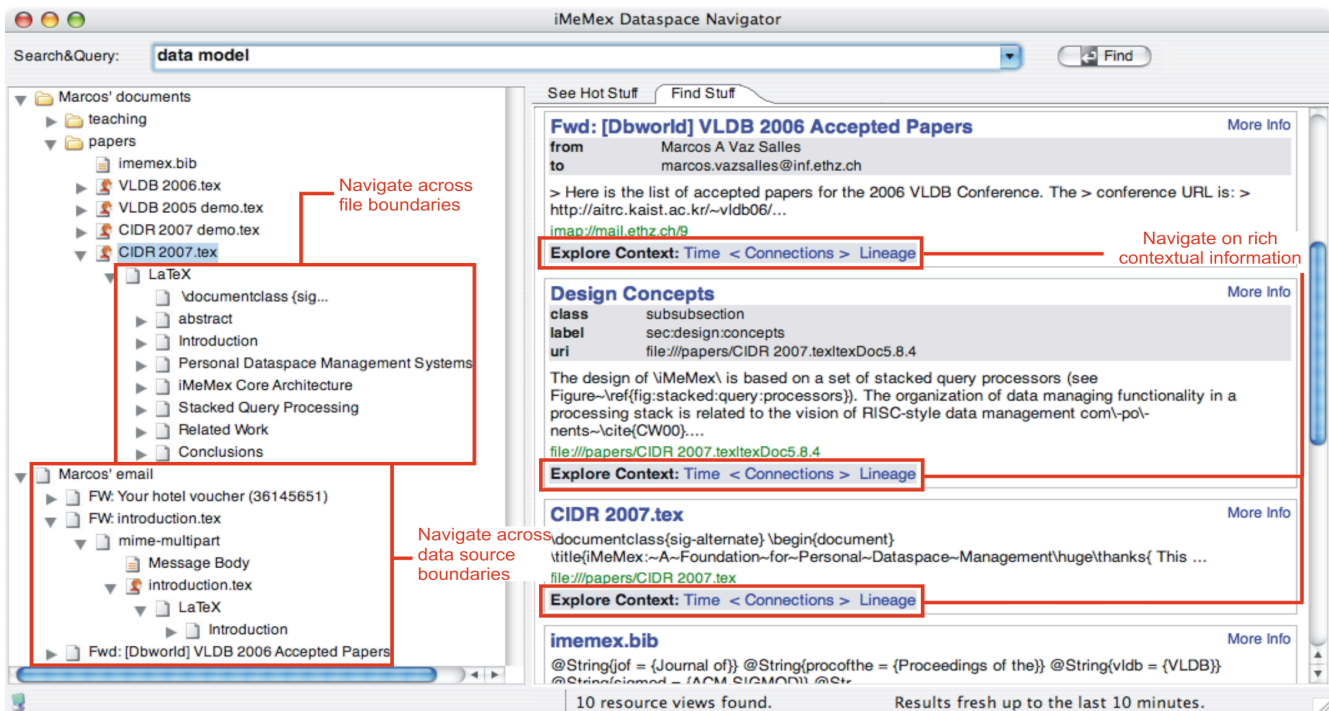 iMeMex Dataspace Navigator
Search&Query:
data model
Find
Marcos' documents
teaching
papers
imemex.bib
VLDB 2006.tex
VLDB 2005 demo.tex
CIDR 2007 demo.tex
CIDR 2007.tex
LaTeX
\documentclass {sig...
abstract
Introduction
Personal Dataspace Management Systems
iMeMex Core Architecture
Stacked Query Processing
Related Work
Conclusions
Marcos' email
FW: Your hotel voucher (36145651)
FW: introduction.tex
mime-multipart
Message Body
introduction.tex
LaTeX
Introduction
Fwd: [Dbworld] VLDB 2006 Accepted Papers
Navigate across
file boundaries
Navigate across
data source
boundaries
See Hot Stuff
Find Stuff
Fwd: [Dbworld] VLDB 2006 Accepted Papers
More Info
from Marcos A Vaz Salles
to marcos.vazsalles@inf.ethz.ch
> Here is the list of accepted papers for the 2006 VLDB Conference. The > conference URL is: >
http://aitrc.kaist.ac.kr/~vldb06/...
imap://mail.ethz.ch/9
Explore Context: Time < Connections > Lineage
Navigate on rich
contextual information
Design Concepts
More Info
class subsubsection
label sec:design:concepts
uri file:///papers/CIDR 2007.texltexDoc5.8.4
The design of \iMeMex\ is based on a set of stacked query processors (see
Figure~\ref{fig:stacked:query:processors}). The organization of data managing functionality in a
processing stack is related to the vision of RISC-style data management com\-po\-
nents~\cite{CW00}....
file:///papers/CIDR 2007.texltexDoc5.8.4
Explore Context: Time < Connections > Lineage
CIDR 2007.tex
More Info
\documentclass{sig-alternate} \begin{document}
\title{iMeMex:~A~Foundation~for~Personal~Dataspace~Management\huge\thanks{ This ...
file:///papers/CIDR 2007.tex
Explore Context: Time < Connections > Lineage
imemex.bib
More Info
@String{jof = {Journal of}} @String{procofthe = {Proceedings of the}} @String{vldb = {VLDB}}
@String{sigmod = {ACM SIGMOD}} @Str
10 resource views found.
Results fresh up to the last 10 minutes.